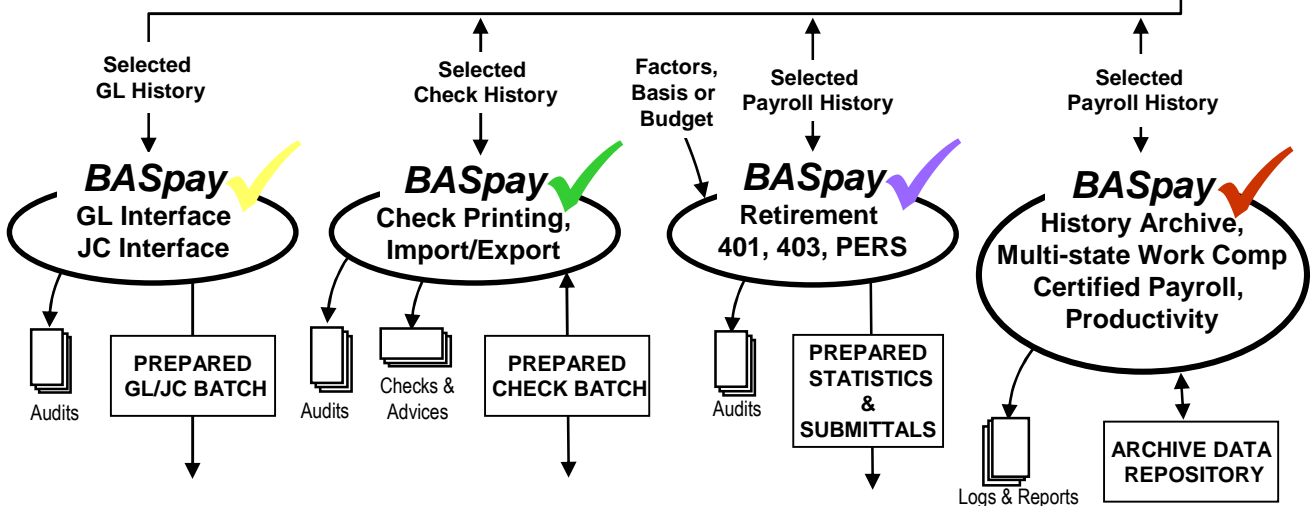 Selected
GL History
BASpay
GL Interface
JC Interface
Audits
PREPARED
GL/JC BATCH
Selected
Check History
BASpay
Check Printing,
Import/Export
Audits
Checks &
Advices
PREPARED
CHECK BATCH
Factors,
Basis or
Budget
Selected
Payroll History
BASpay
Retirement
401, 403, PERS
Audits
PREPARED
STATISTICS
&
SUBMITTALS
Selected
Payroll History
BASpay
History Archive,
Multi-state Work Comp
Certified Payroll,
Productivity
Logs & Reports
ARCHIVE DATA
REPOSITORY